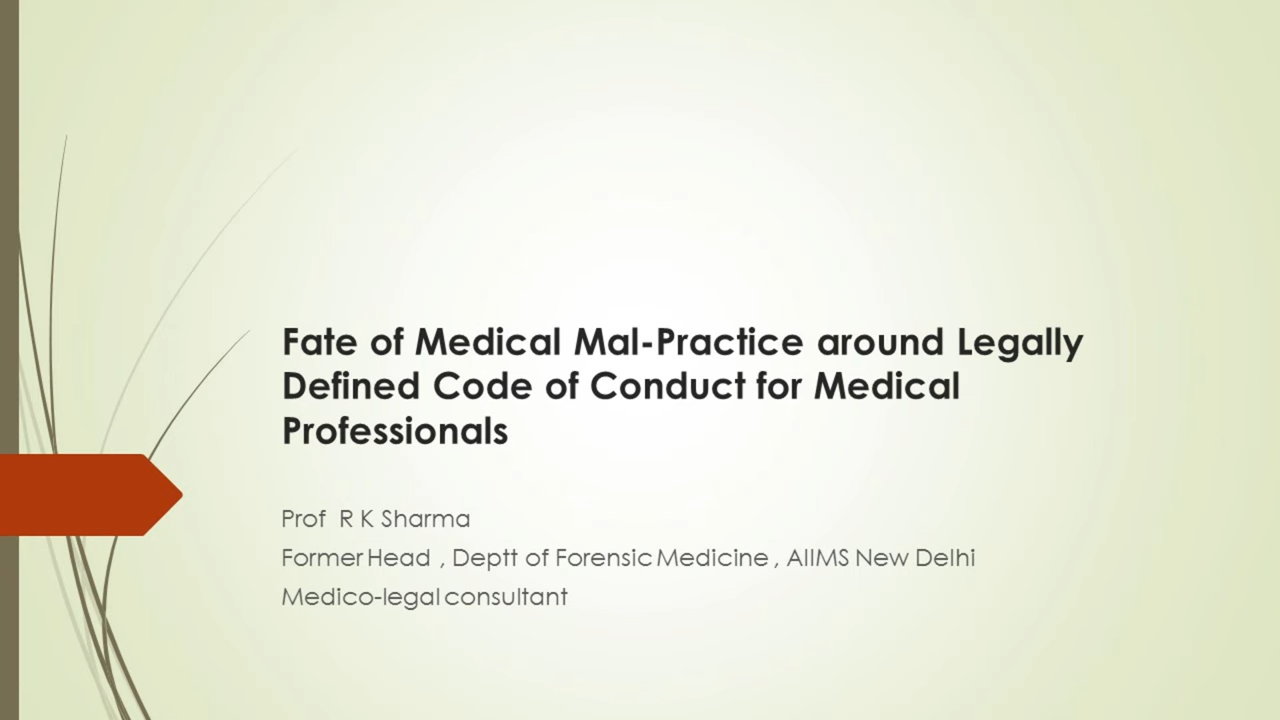 Fate of Medical Mal-Practice around Legally
Defined Code of Conduct for Medical
Professionals
Prof R K Sharma
Former Head , Deptt of Forensic Medicine , AIIMS New Delhi
Medico-legal consultant